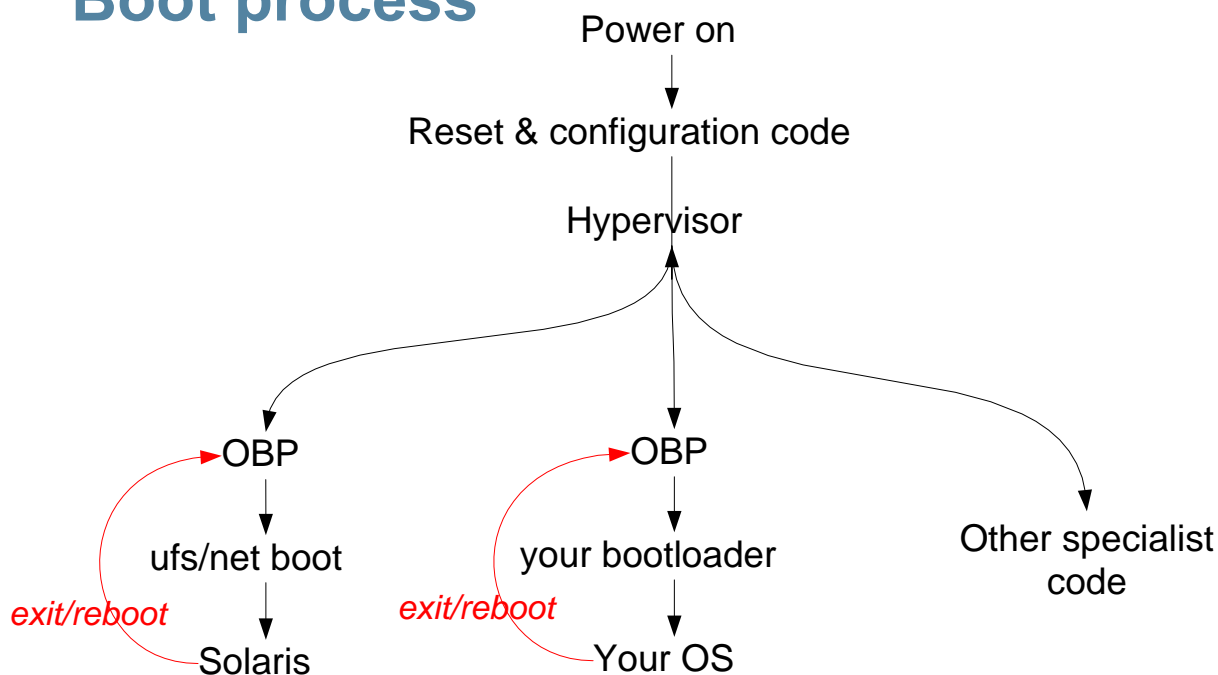 Boot process
Power on
Reset & configuration code
Hypervisor
OBP
OBP
ufs/net boot
your bootloader
Other specialist
code
exit/reboot
exit/reboot
Solaris
Your OS